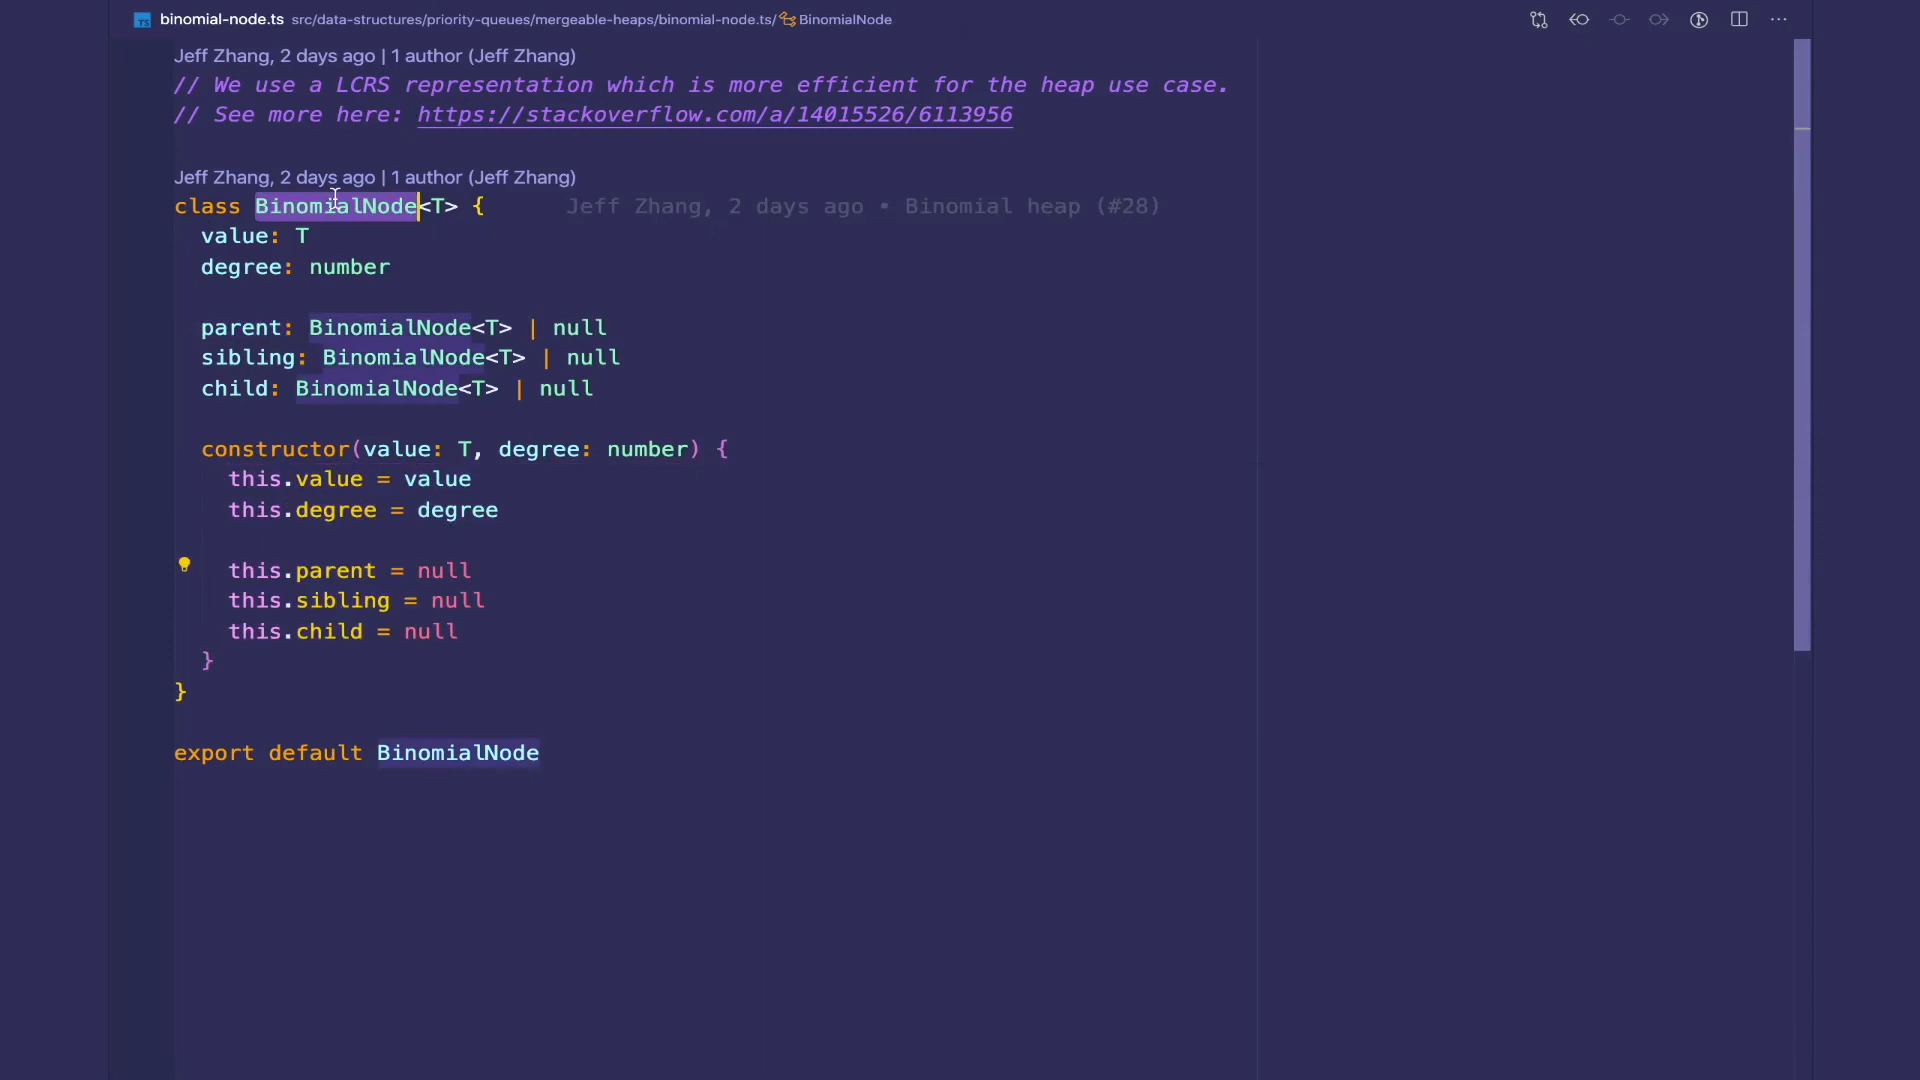 binomial-node.ts src/data-structures/priority-queues/mergeable-heaps/binomial-node.ts/ BinomialNode
Jeff Zhang, 2 days ago | 1 author (Jeff Zhang)
// We use a LCRS representation which is more efficient for the heap use case.
// See more here: https://stackoverflow.com/a/14015526/6113956
Jeff Zhang, 2 days ago | 1 author (Jeff Zhang)
class BinomialNode<T> { Jeff Zhang, 2 days ago • Binomial heap (#28)
value: T
degree: number
parent: BinomialNode<T> | null
sibling: BinomialNode<T> | null
child: BinomialNode<T> | null
constructor(value: T, degree: number) {
this.value = value
this.degree = degree
this.parent = null
this.sibling = null
this.child = null
}
}
export default BinomialNode